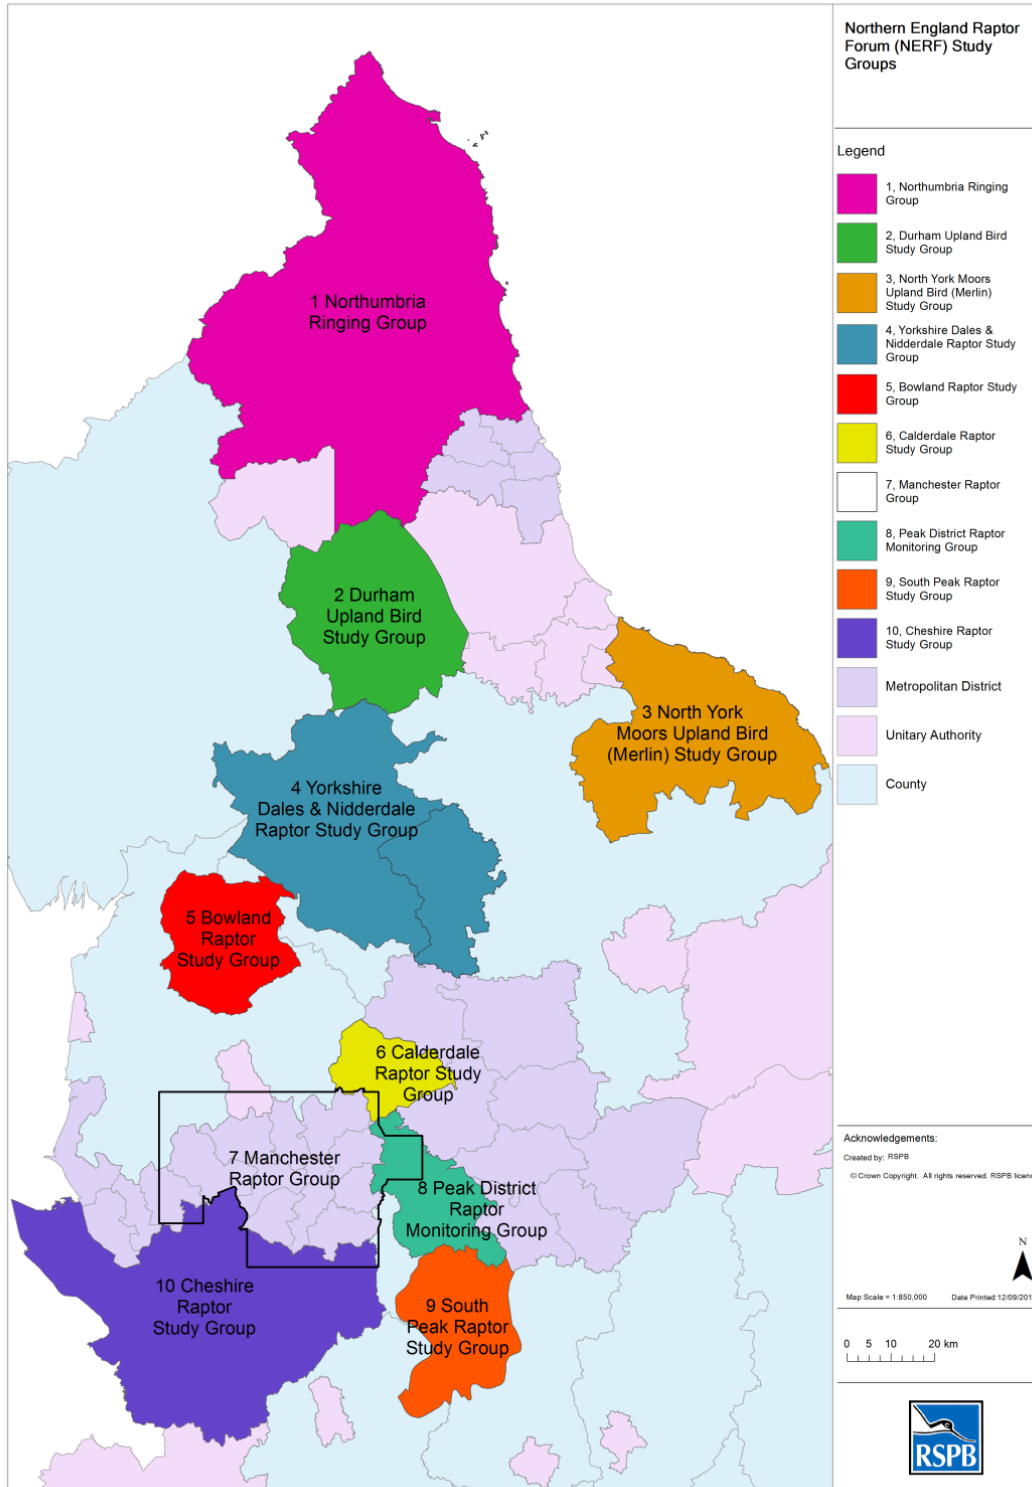 Northern England Raptor
Forum (NERF) Study
Groups
Legend
1, Northumbria Ringing
Group
2, Durham Upland Bird
Study Group
3, North York Moors
Upland Bird (Merlin)
Study Group
4, Yorkshire Dales &
Nidderdale Raptor Study
Group
5, Bowland Raptor Study
Group
6, Calderdale Raptor
Study Group
7, Manchester Raptor
Group
8, Peak District Raptor
Monitoring Group
9, South Peak Raptor
Study Group
10, Cheshire Raptor
Study Group
Metropolitan District
Unitary Authority
County
1 Northumbria
Ringing Group
2 Durham
Upland Bird
Study Group
3 North York
Moors Upland Bird
(Merlin) Study Group
4 Yorkshire
Dales & Nidderdale
Raptor Study Group
5 Bowland
Raptor
Study Group
6 Calderdale
Raptor Study
Group
7 Manchester
Raptor Group
8 Peak District
Raptor
Monitoring Group
9 South
Peak Raptor
Study Group
10 Cheshire
Raptor
Study Group
Acknowledgements:
Created by: RSPB
© Crown Copyright. All rights reserved. RSPB licen
N
Map Scale = 1:850,000 Date Printed:12/09/201
0 5 10 20 km
RSPB